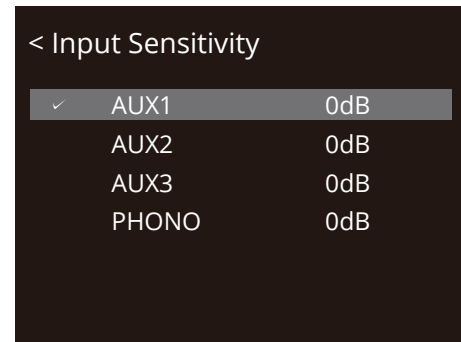 < Input Sensitivity
✓ AUX1 0dB
AUX2 0dB
AUX3 0dB
PHONO 0dB